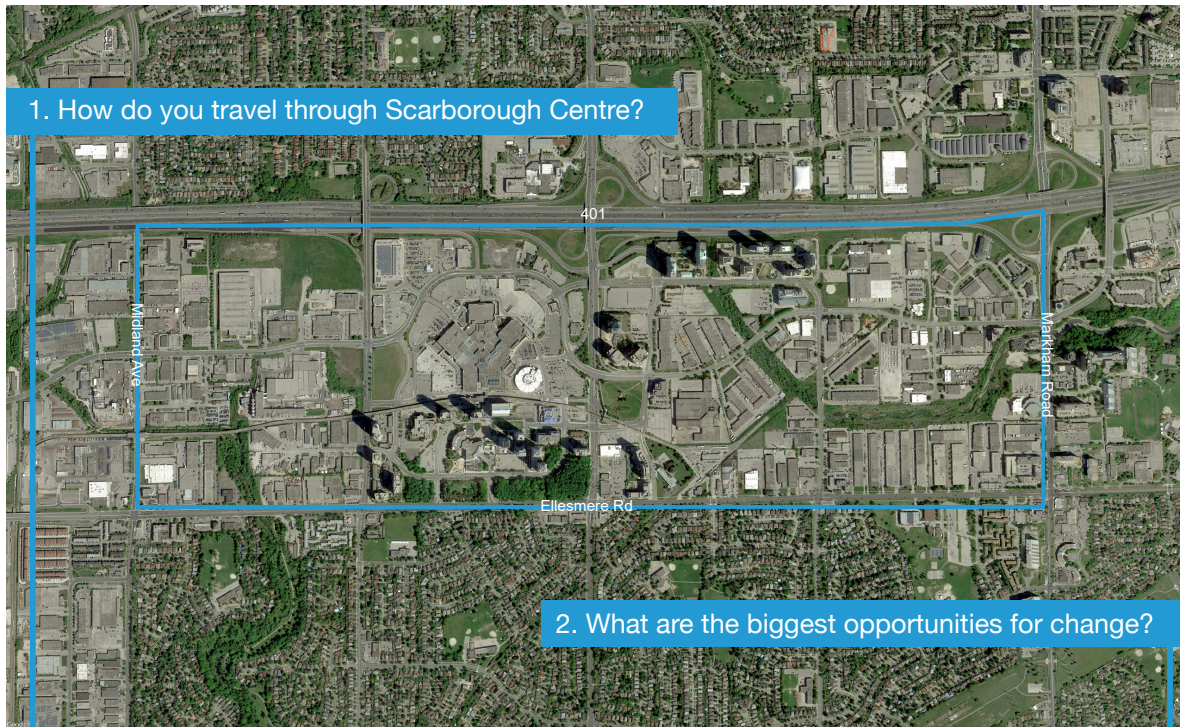 1. How do you travel through Scarborough Centre?
401
Midland Ave
Markham Road
Ellesmere Rd
2. What are the biggest opportunities for change?
Google